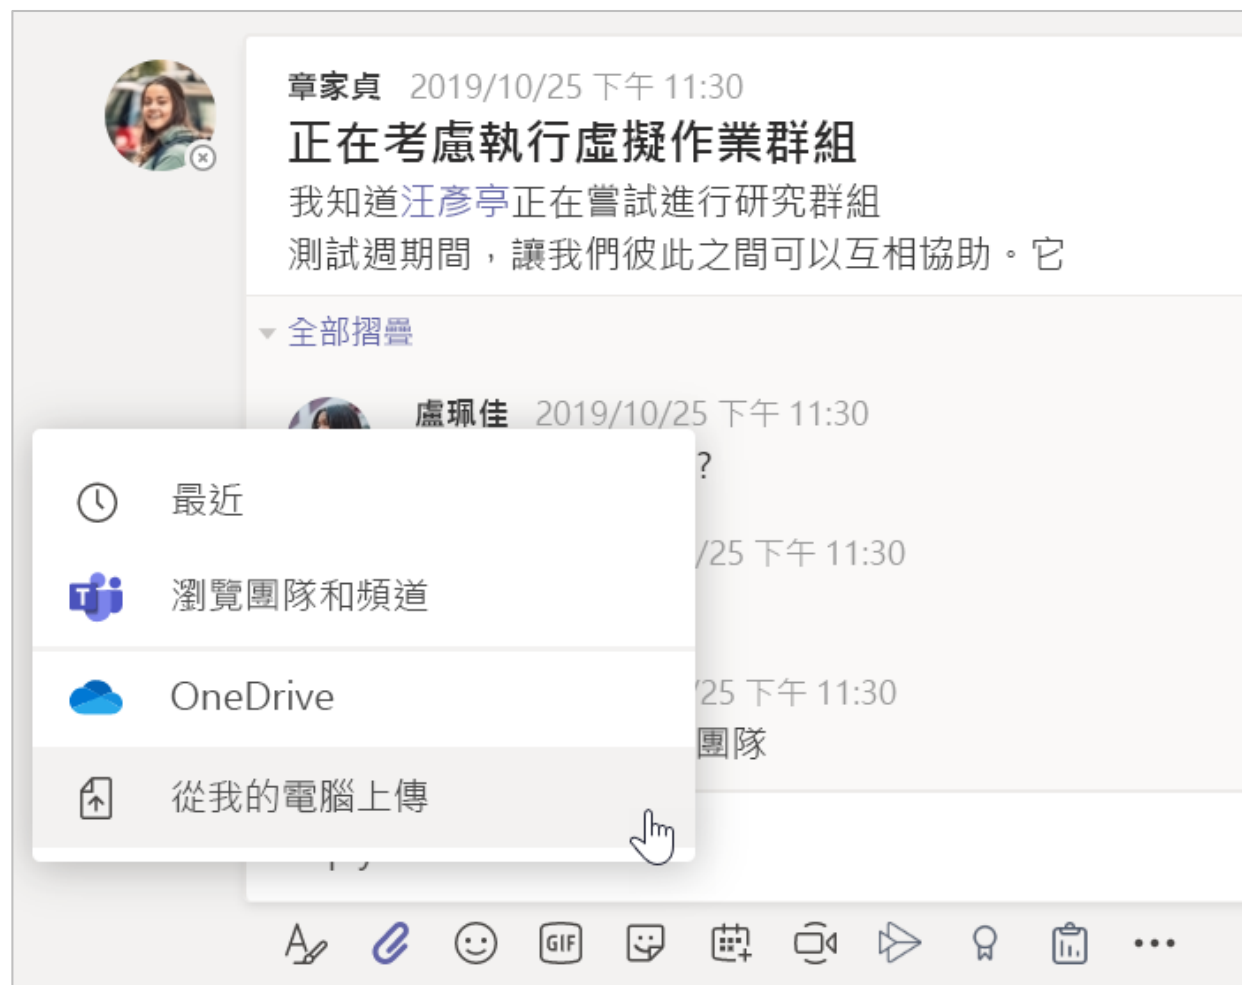 章家貞 2019/10/25 下午 11:30
正在考慮執行虛擬作業群組
我知道汪彥亭正在嘗試進行研究群組
測試週期間，讓我們彼此之間可以互相協助。它
全部摺疊
盧珮佳 2019/10/25 下午 11:30
?
最近
/25 下午 11:30
瀏覽團隊和頻道
OneDrive
/25 下午 11:30
團隊
從我的電腦上傳
GIF